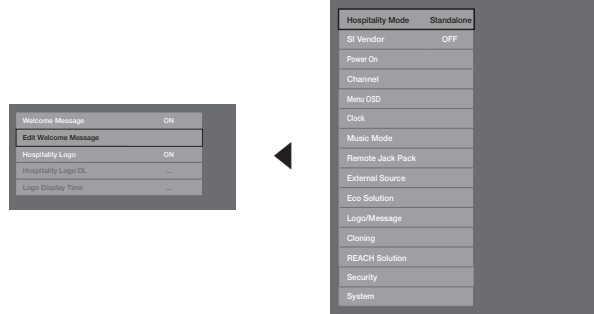 Welcome Message ON
Edit Welcome Message
Hospitality Logo ON
Hospitality Logo DL ...
Logo Display Time ...
Hospitality Mode Standalone
SI Vendor OFF
Power On
Channel
Menu OSD
Clock
Music Mode
Remote Jack Pack
External Source
Eco Solution
Logo/Message
Cloning
REACH Solution
Security
System